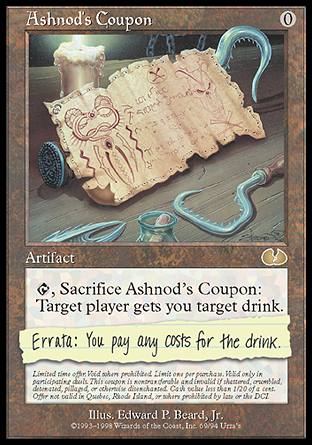 Ashnod's Coupon 0
Artifact
, Sacrifice Ashnod's Coupon:
Target player gets you target drink.
Errata: You pay any costs for the drink.
Limited time offer. Void where prohibited. Limit one per purchase. Valid only in
participating duels. This coupon is nontransferable and invalid if shattered, crumbled,
detonated, pillaged, or otherwise disenchanted. Cash value less than 1/20 of a cent.
Offer not valid in Quebec, Rhode Island, or where prohibited by law or the DCI.
Illus. Edward P. Beard, Jr.
©1993-1998 Wizards of the Coast, Inc. 69/94